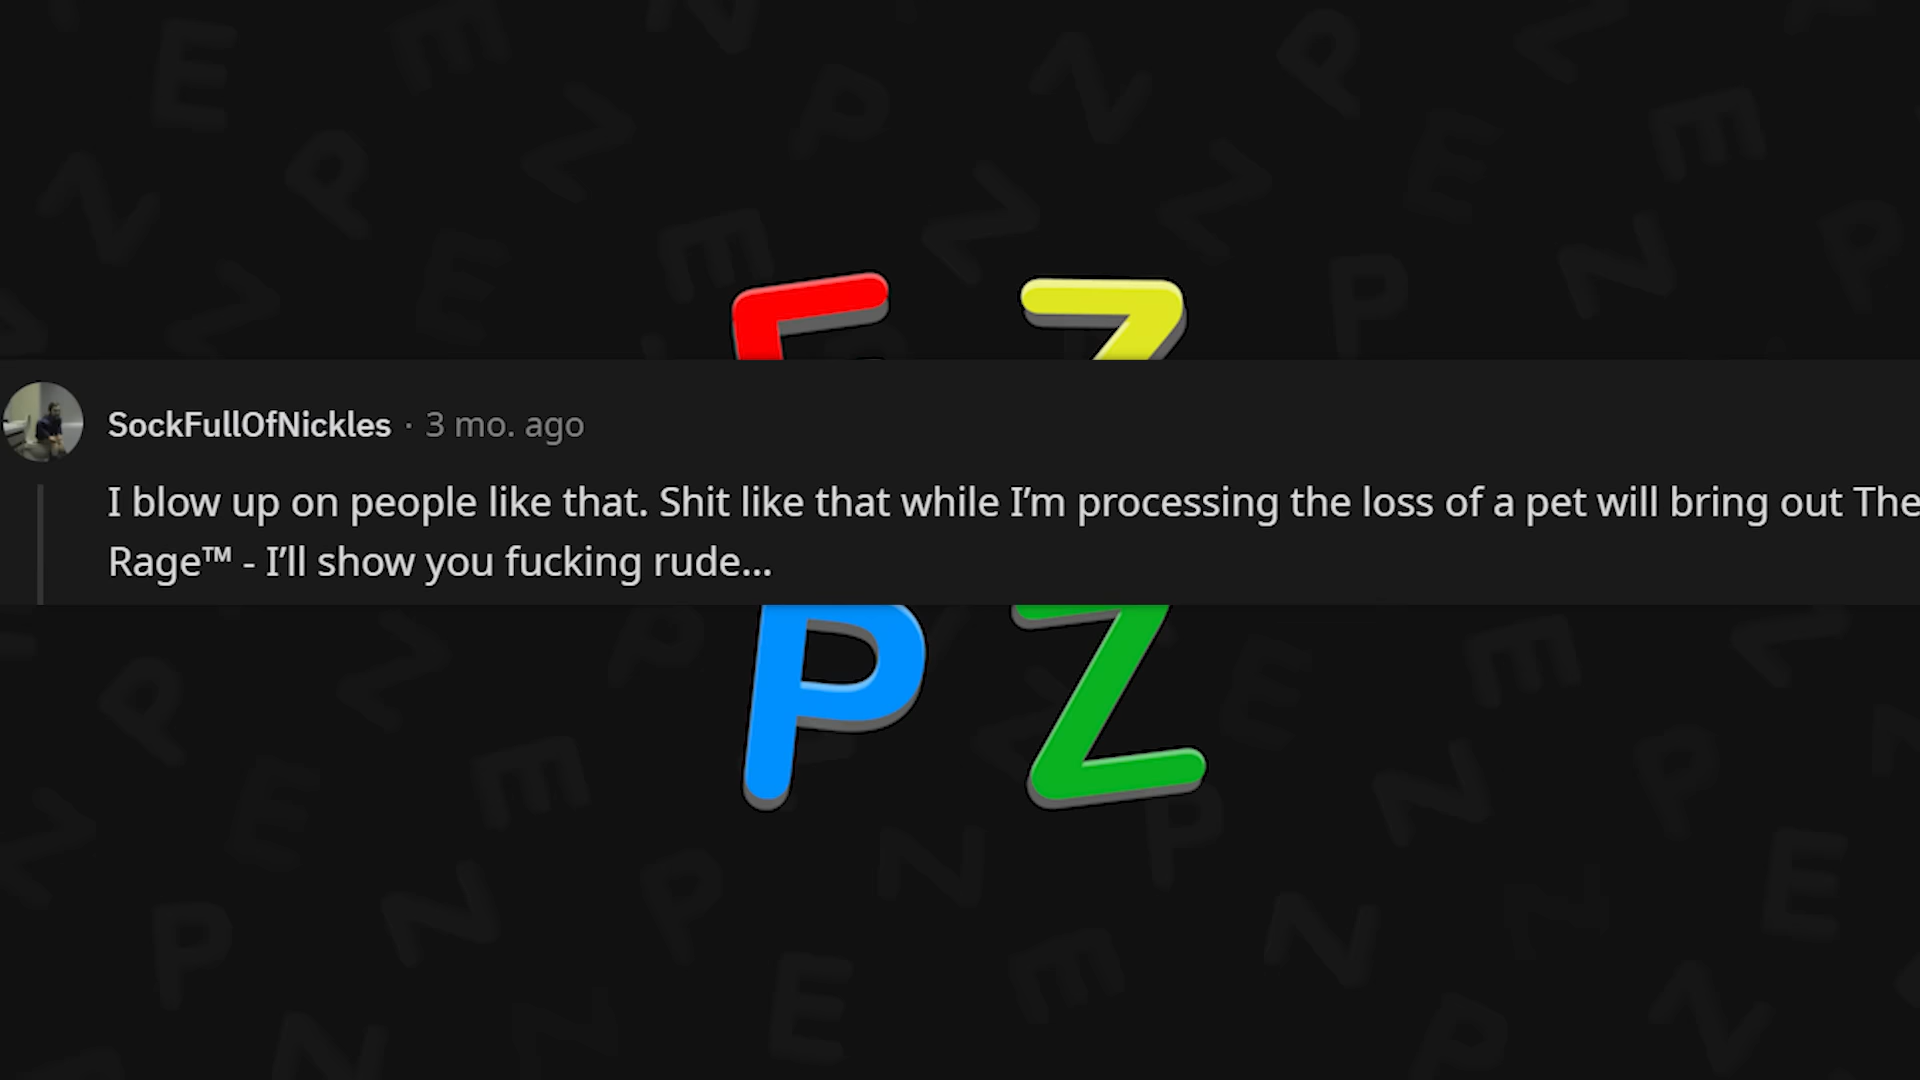 E Z
SockFullOfNickles · 3 mo. ago
I blow up on people like that. Shit like that while I’m processing the loss of a pet will bring out The
Rage™ - I’ll show you fucking rude...
P Z